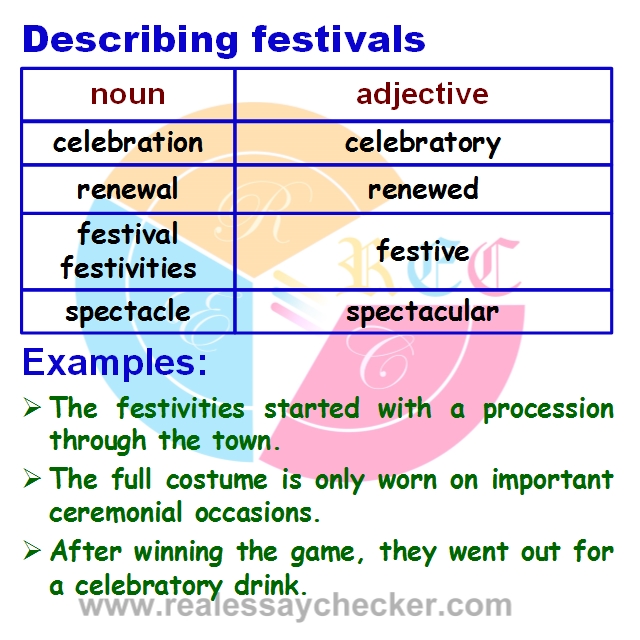 Describing festivals
noun adjective
celebration celebratory
renewal renewed
festival
festivities festive
spectacle spectacular
Examples:
➢ The festivities started with a procession
through the town.
➢ The full costume is only worn on important
ceremonial occasions.
➢ After winning the game, they went out for
a celebratory drink.
www.realessaychecker.com
R
E
C
REC